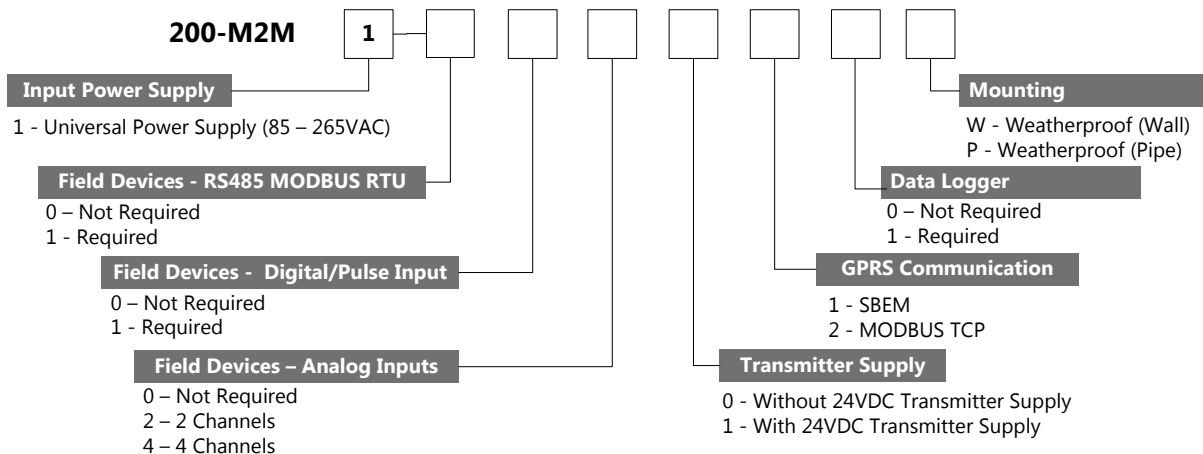 200-M2M 1
Input Power Supply
1 - Universal Power Supply (85 – 265VAC)
Field Devices - RS485 MODBUS RTU
0 – Not Required
1 - Required
Field Devices -  Digital/Pulse Input
0 – Not Required
1 - Required
Field Devices – Analog Inputs
0 – Not Required
2 – 2 Channels
4 – 4 Channels
Mounting
W - Weatherproof (Wall)
P - Weatherproof (Pipe)
Data Logger
0 – Not Required
1 - Required
GPRS Communication
1 - SBEM
2 - MODBUS TCP
Transmitter Supply
0 - Without 24VDC Transmitter Supply
1 - With 24VDC Transmitter Supply